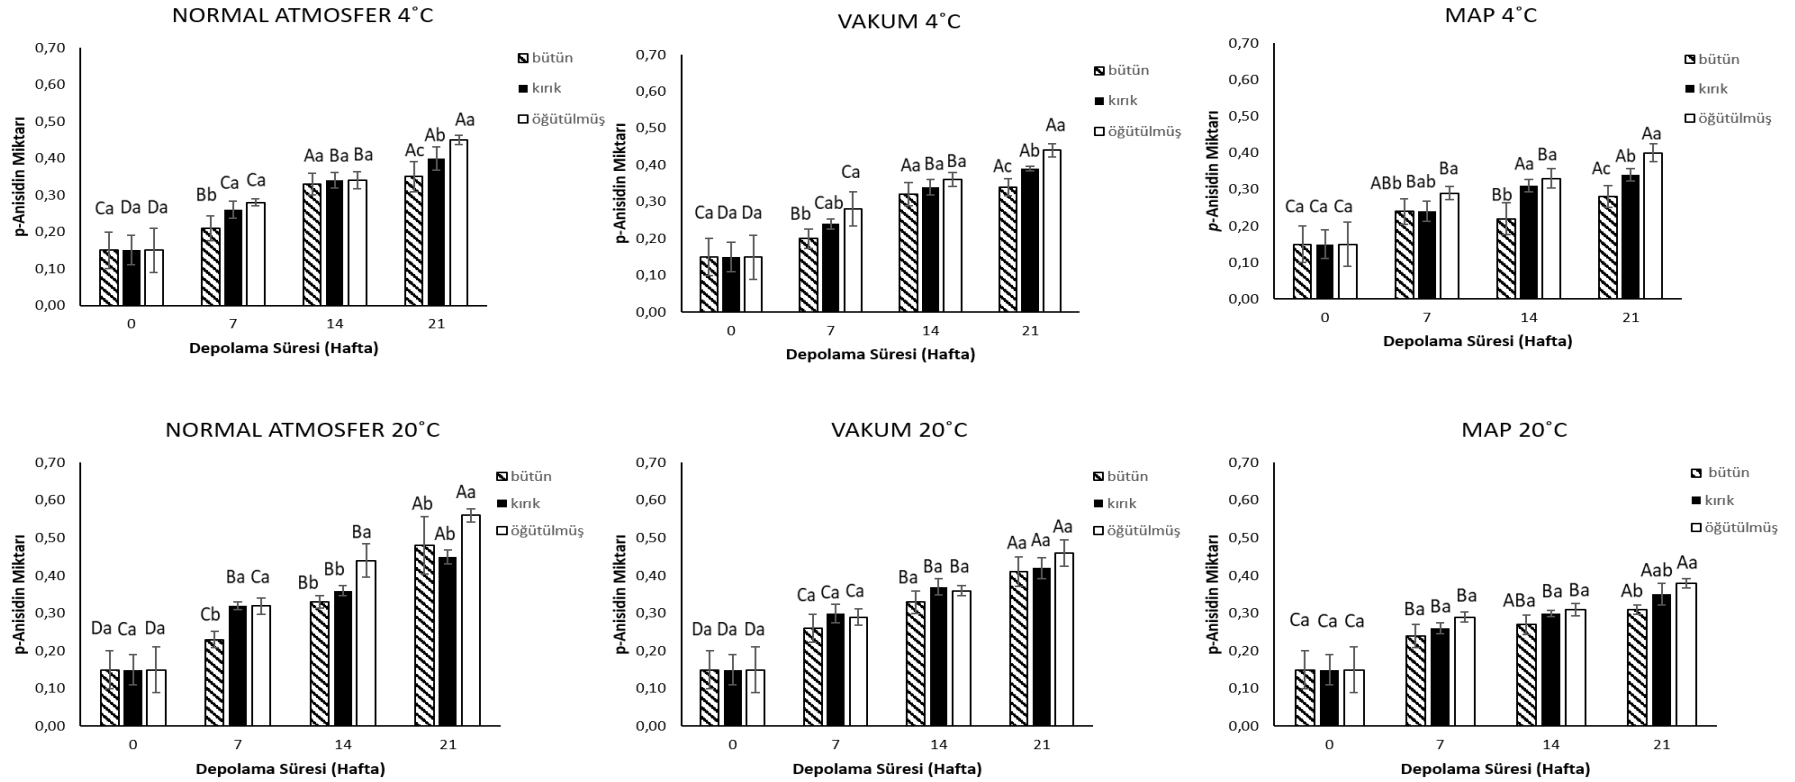 NORMAL ATMOSFER 4˚C
0,70
0,60
0,50
0,40
0,30
0,20
0,10
0,00
p-Anisidin Miktarı
bütün
kırık
öğütülmüş
Ca Da Da
Bb Ca Ca
Aa Ba Ba
Ac Ab Aa
0 7 14 21
Depolama Süresi (Hafta)
VAKUM 4˚C
0,70
0,60
0,50
0,40
0,30
0,20
0,10
0,00
p-Anisidin Miktarı
bütün
kırık
öğütülmüş
Ca Da Da
Bb Cab Ca
Aa Ba Ba
Ac Ab Aa
0 7 14 21
Depolama Süresi (Hafta)
MAP 4˚C
0,70
0,60
0,50
0,40
0,30
0,20
0,10
0,00
p-Anisidin Miktarı
bütün
kırık
öğütülmüş
Ca Ca Ca
ABb Bab Ba
Bb Aa Ba
Ac Ab Aa
0 7 14 21
Depolama Süresi (Hafta)
NORMAL ATMOSFER 20˚C
0,70
0,60
0,50
0,40
0,30
0,20
0,10
0,00
p-Anisidin Miktarı
bütün
kırık
öğütülmüş
Da Ca Da
Cb Ba Ca
Bb Bb Ba
Ab Ab Aa
0 7 14 21
Depolama Süresi (Hafta)
VAKUM 20˚C
0,70
0,60
0,50
0,40
0,30
0,20
0,10
0,00
p-Anisidin Miktarı
bütün
kırık
öğütülmüş
Da Da Da
Ca Ca Ca
Ba Ba Ba
Aa Aa Aa
0 7 14 21
Depolama Süresi (Hafta)
MAP 20˚C
0,70
0,60
0,50
0,40
0,30
0,20
0,10
0,00
p-Anisidin Miktarı
bütün
kırık
öğütülmüş
Ca Ca Ca
Ba Ba Ba
ABa Ba Ba
Ab Aab Aa
0 7 14 21
Depolama Süresi (Hafta)